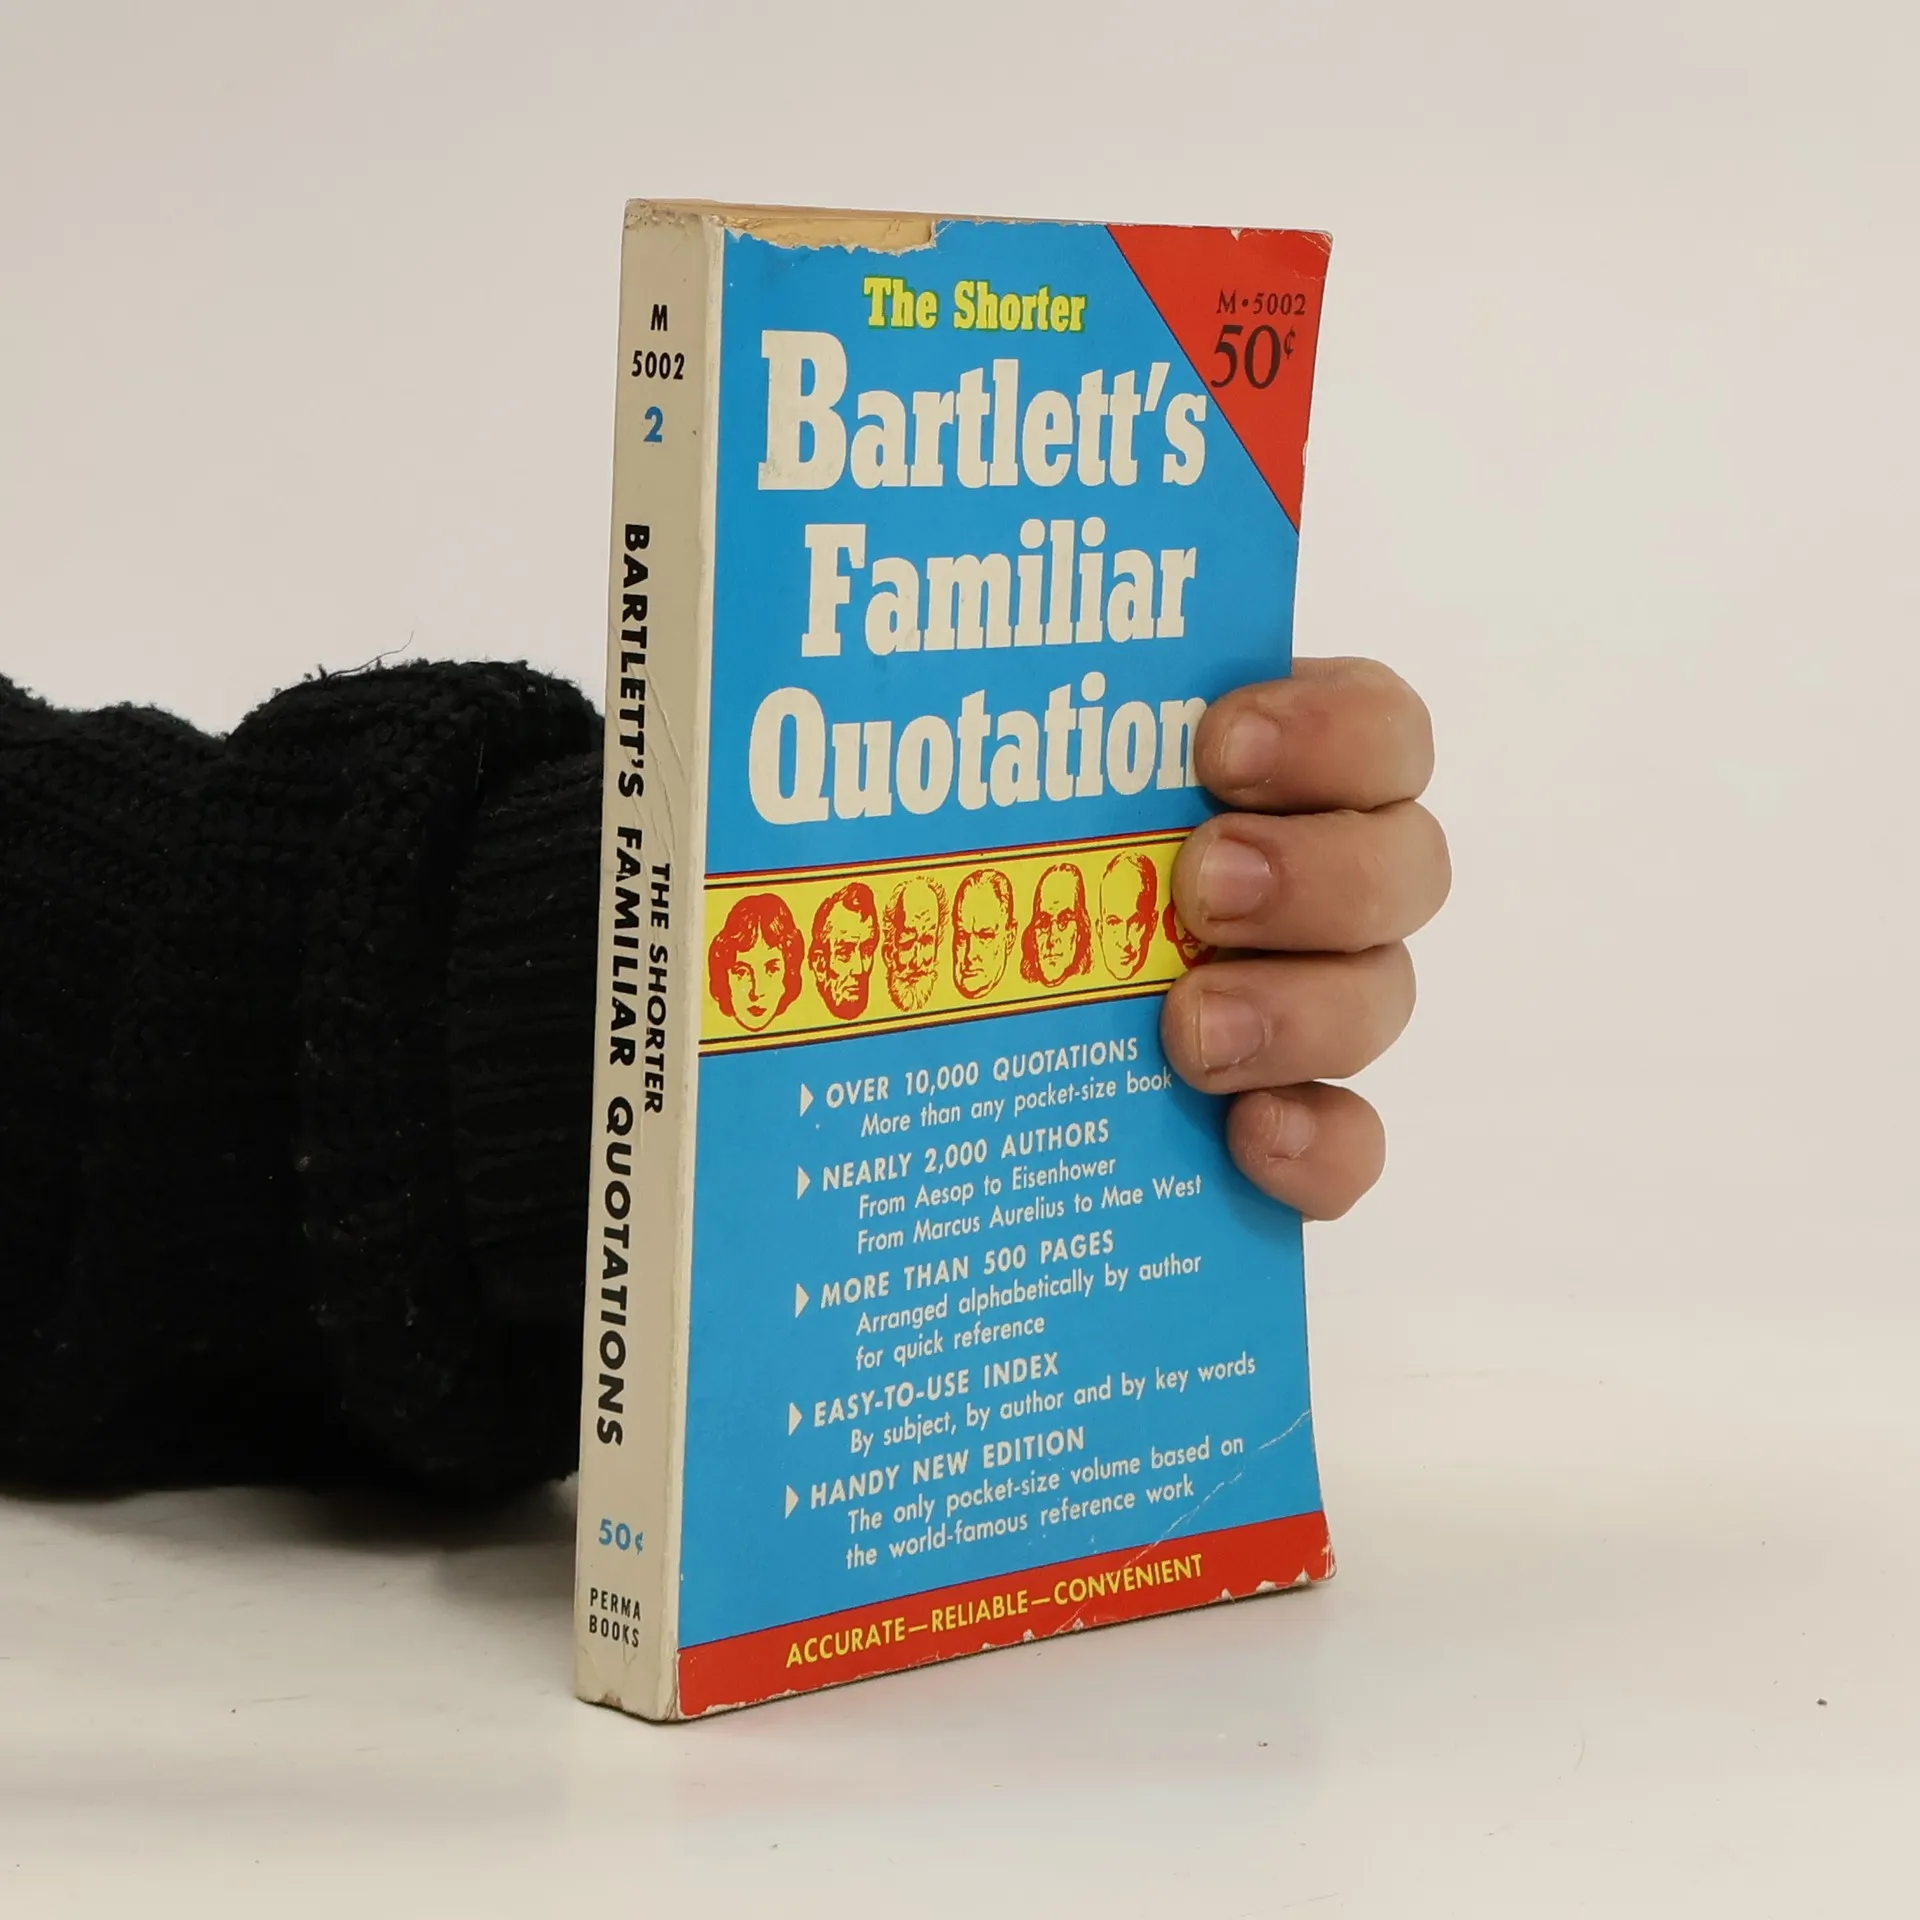 M
5002
2
BARTLETT'S FAMILIAR QUOTATIONS
THE SHORTER
50¢
PERMA
BOOKS
The Shorter
M•5002
50¢
Bartlett's
Familiar
Quotation
OVER 10,000 QUOTATIONS
More than any pocket-size book
NEARLY 2,000 AUTHORS
From Aesop to Eisenhower
From Marcus Aurelius to Mae West
MORE THAN 500 PAGES
Arranged alphabetically by author
for quick reference
EASY-TO-USE INDEX
By subject, by author and by key words
HANDY NEW EDITION
The only pocket-size volume based on
the world-famous reference work
ACCURATE—RELIABLE—CONVENIENT